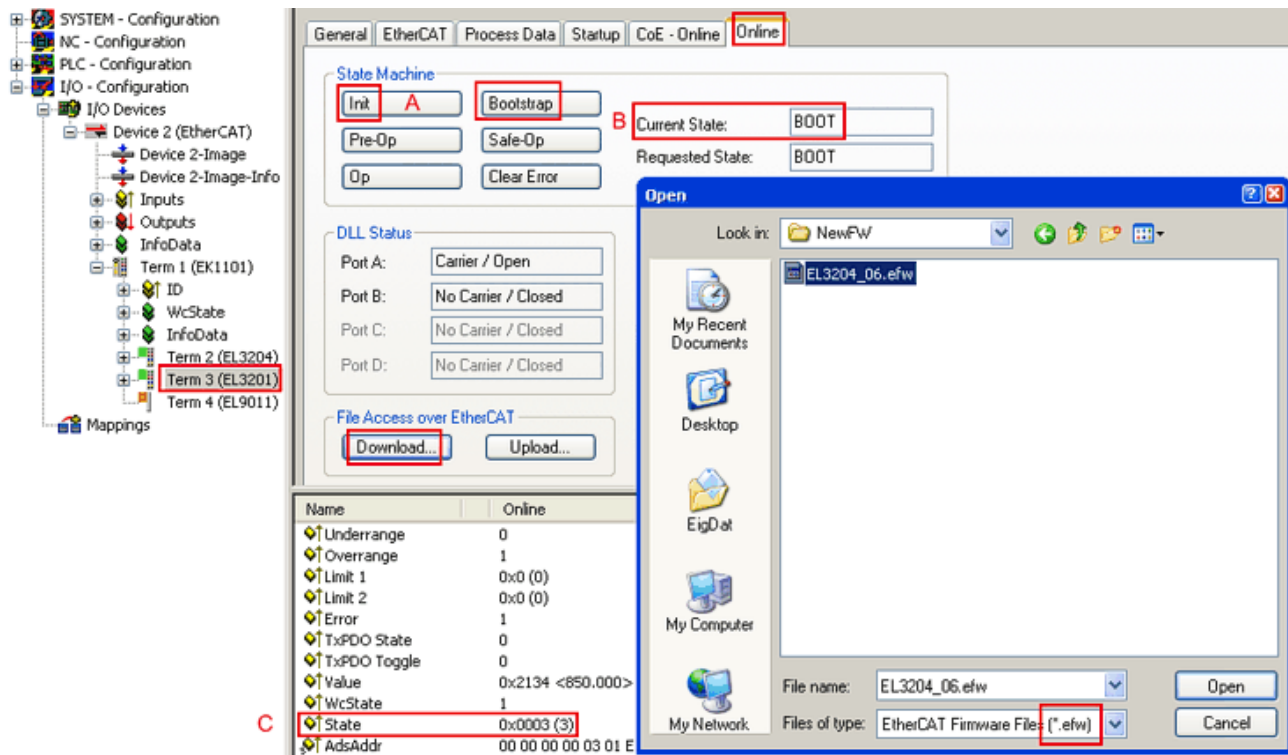 SYSTEM - Configuration
NC - Configuration
PLC - Configuration
I/O - Configuration
I/O Devices
Device 2 (EtherCAT)
Device 2-Image
Device 2-Image-Info
Inputs
Outputs
InfoData
Term 1 (EK1101)
ID
WcState
InfoData
Term 2 (EL3204)
Term 3 (EL3201)
Term 4 (EL9011)
Mappings
General EtherCAT Process Data Startup CoE - Online Online
State Machine
Init A Bootstrap
Pre-Op Safe-Op
Op Clear Error
B Current State: BOOT
Requested State: BOOT
DLL Status
Port A: Carrier / Open
Port B: No Carrier / Closed
Port C: No Carrier / Closed
Port D: No Carrier / Closed
File Access over EtherCAT
Download... Upload...
Name Online
Underrange 0
Overrange 1
Limit 1 0x0 (0)
Limit 2 0x0 (0)
Error 1
TxPDO State 0
TxPDO Toggle 0
Value 0x2134 <850.000>
WcState 1
C State 0x0003 (3)
AdsAddr 00 00 00 00 03 01 E
Open
Look in: NewFW
EL3204_06.efw
My Recent
Documents
Desktop
EigDat
My Computer
My Network
File name: EL3204_06.efw Open
Files of type: EtherCAT Firmware Files (*.efw) Cancel